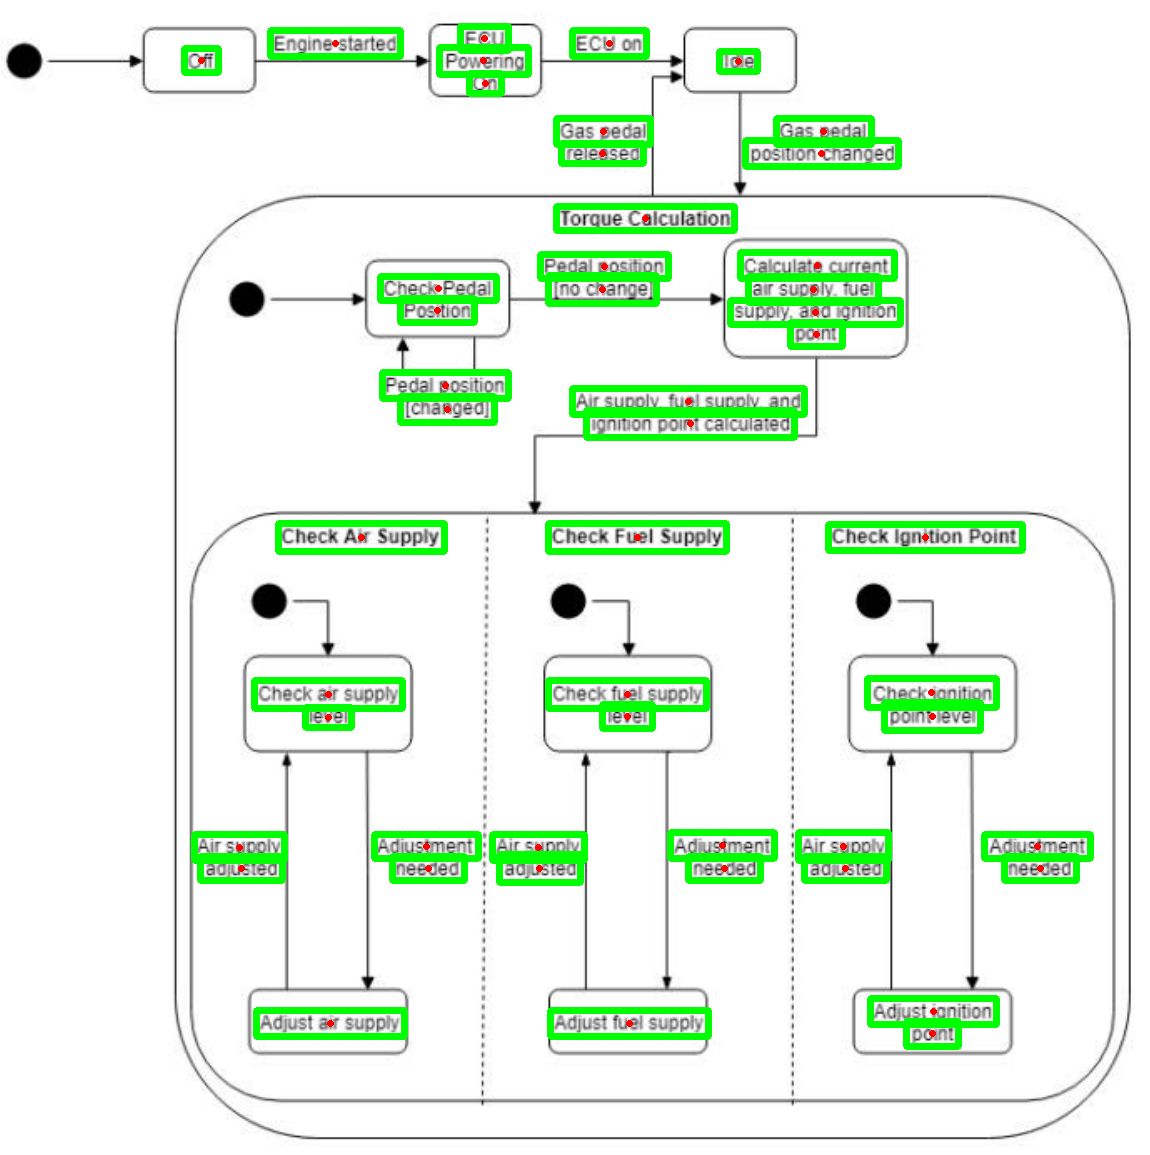 Off
Engine started
ECU
Powering
On
ECU on
Idle
Gas pedal
released
Gas pedal
position changed
Torque Calculation
Check Pedal
Position
Pedal position
[no change]
Calculate current
air supply, fuel
supply, and ignition
point
Pedal position
[changed]
Air supply, fuel supply, and
ignition point calculated
Check Air Supply
Check Fuel Supply
Check Ignition Point
Check air supply
level
Check fuel supply
level
Check ignition
point level
Air supply
adjusted
Adjustment
needed
Air supply
adjusted
Adjustment
needed
Air supply
adjusted
Adjustment
needed
Adjust air supply
Adjust fuel supply
Adjust ignition
point